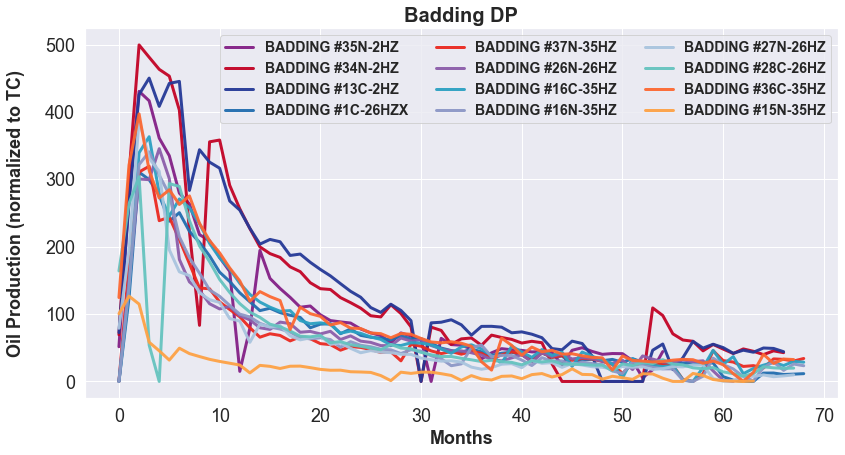 Badding DP
Oil Production (normalized to TC)
500
400
300
200
100
0
BADDING #35N-2HZ
BADDING #34N-2HZ
BADDING #13C-2HZ
BADDING #1C-26HZX
BADDING #37N-35HZ
BADDING #26N-26HZ
BADDING #16C-35HZ
BADDING #16N-35HZ
BADDING #27N-26HZ
BADDING #28C-26HZ
BADDING #36C-35HZ
BADDING #15N-35HZ
0 10 20 30 40 50 60 70
Months